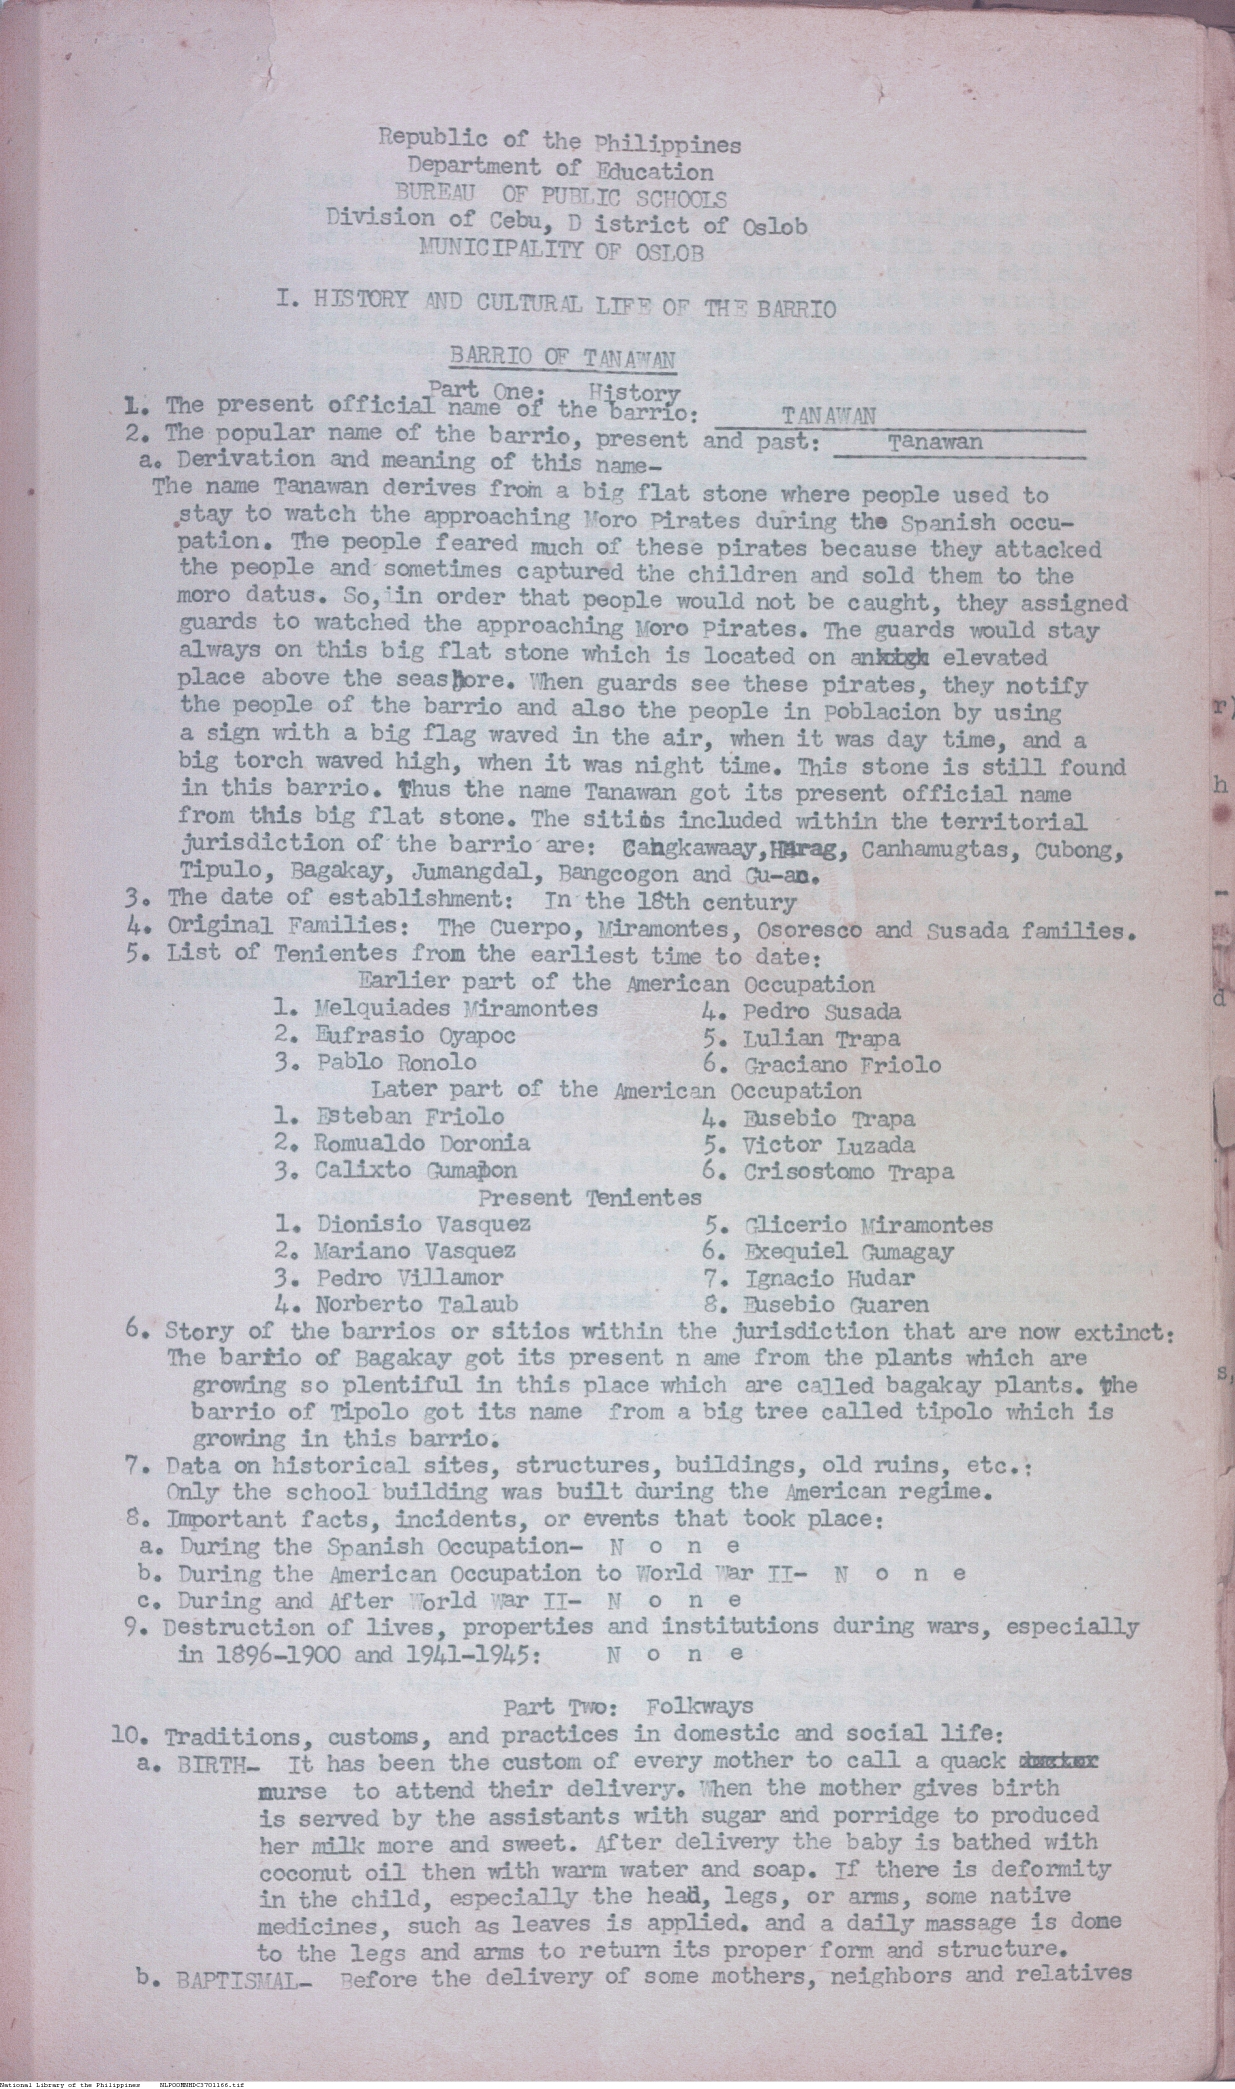 Republic of the Philippines
Department of Education
BUREAU OF PUBLIC SCHOOLS
Division of Cebu, D istrict of Oslob
MUNICIPALITY OF OSLOB
I. HISTORY AND CULTURAL LIFE OF THE BARRIO
BARRIO OF TANAWAN
Part One: History
1. The present official name of the barrio: TANAWAN
2. The popular name of the barrio, present and past: Tanawan
a. Derivation and meaning of this name-
The name Tanawan derives from a big flat stone where people used to
stay to watch the approaching Moro Pirates during the Spanish occu-
pation. The people feared much of these pirates because they attacked
the people and sometimes captured the children and sold them to the
moro datus. So, in order that people would not be caught, they assigned
guards to watched the approaching Moro Pirates. The guards would stay
always on this big flat stone which is located on an elevated
place above the seashore. When guards see these pirates, they notify
the people of the barrio and also the people in Poblacion by using
a sign with a big flag waved in the air, when it was day time, and a
big torch waved high, when it was night time. This stone is still found
in this barrio. Thus the name Tanawan got its present official name
from this big flat stone. The sitios included within the territorial
jurisdiction of the barrio are: Cangkawaay, Harag, Canhamugtas, Cubong,
Tipulo, Bagakay, Jumangdal, Bangcogon and Gu-an.
3. The date of establishment: In the 18th century
4. Original Families: The Cuerpo, Miramontes, Osoresco and Susada families.
5. List of Tenientes from the earliest time to date:
Earlier part of the American Occupation
1. Melquiades Miramontes 4. Pedro Susada
2. Eufrasio Oyapoc 5. Lulian Trapa
3. Pablo Ronolo 6. Graciano Friolo
Later part of the American Occupation
1. Esteban Friolo 4. Eusebio Trapa
2. Romualdo Doronia 5. Victor Luzada
3. Calixto Gumapon 6. Crisostomo Trapa
Present Tenientes
1. Dionisio Vasquez 5. Glicerio Miramontes
2. Mariano Vasquez 6. Exequiel Gumagay
3. Pedro Villamor 7. Ignacio Hudar
4. Norberto Talaub 8. Eusebio Guaren
6. Story of the barrios or sitios within the jurisdiction that are now extinct:
The barrio of Bagakay got its present n ame from the plants which are
growing so plentiful in this place which are called bagakay plants. The
barrio of Tipolo got its name from a big tree called tipolo which is
growing in this barrio.
7. Data on historical sites, structures, buildings, old ruins, etc.:
Only the school building was built during the American regime.
8. Important facts, incidents, or events that took place:
a. During the Spanish Occupation- N o n e
b. During the American Occupation to World War II- N o n e
c. During and After World War II- N o n e
9. Destruction of lives, properties and institutions during wars, especially
in 1896-1900 and 1941-1945: N o n e
Part Two: Folkways
10. Traditions, customs, and practices in domestic and social life:
a. BIRTH- It has been the custom of every mother to call a quack
nurse to attend their delivery. When the mother gives birth
is served by the assistants with sugar and porridge to produced
her milk more and sweet. After delivery the baby is bathed with
coconut oil then with warm water and soap. If there is deformity
in the child, especially the head, legs, or arms, some native
medicines, such as leaves is applied. and a daily massage is done
to the legs and arms to return its proper form and structure.
b. BAPTISMAL- Before the delivery of some mothers, neighbors and relatives
National Library of the Philippines NLPOOMNHDC3701166.tif